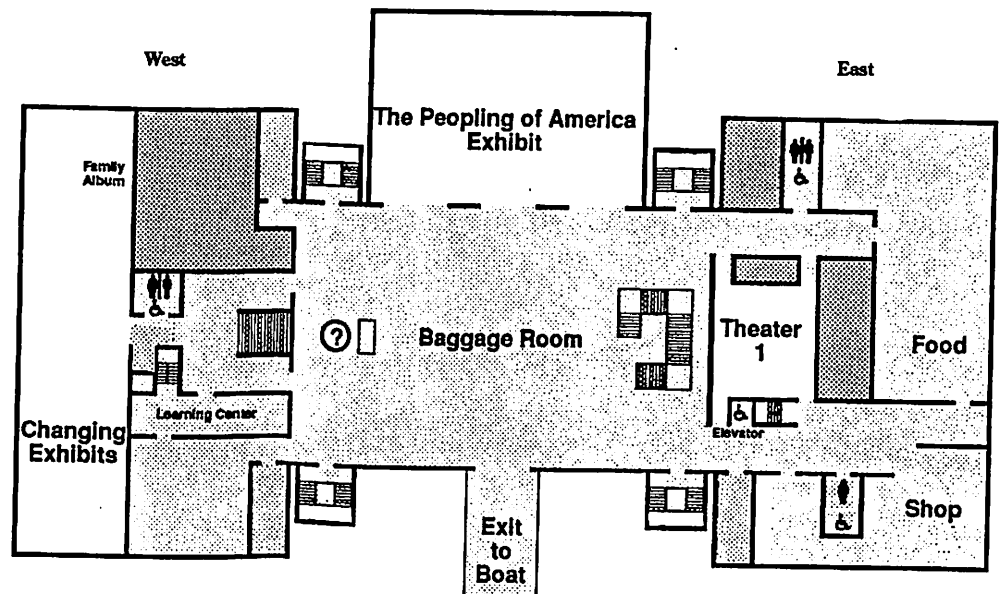 West
East
The Peopling of America
Exhibit
Family
Album
?
Baggage Room
Theater
1
Food
Learning Center
Elevator
Changing
Exhibits
Shop
Exit
to
Boat